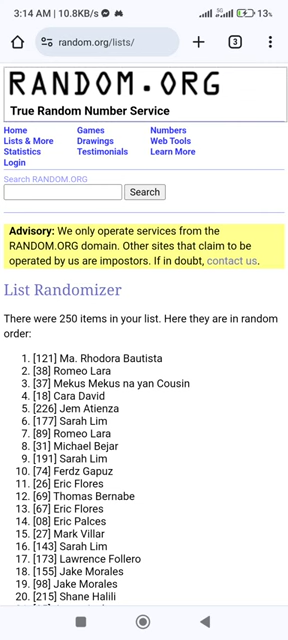 3:14 AM | 10.8KB/s
5G
13%
random.org/lists/
3
RANDOM.ORG
True Random Number Service
Home Games Numbers
Lists & More Drawings Web Tools
Statistics Testimonials Learn More
Login
Search RANDOM.ORG
Search
Advisory: We only operate services from the
RANDOM.ORG domain. Other sites that claim to be
operated by us are impostors. If in doubt, contact us.
List Randomizer
There were 250 items in your list. Here they are in random
order:
1. [121] Ma. Rhodora Bautista
2. [38] Romeo Lara
3. [37] Mekus Mekus na yan Cousin
4. [18] Cara David
5. [226] Jem Atienza
6. [177] Sarah Lim
7. [89] Romeo Lara
8. [31] Michael Bejar
9. [191] Sarah Lim
10. [74] Ferdz Gapuz
11. [26] Eric Flores
12. [69] Thomas Bernabe
13. [67] Eric Flores
14. [08] Eric Palces
15. [27] Mark Villar
16. [143] Sarah Lim
17. [173] Lawrence Follero
18. [155] Jake Morales
19. [98] Jake Morales
20. [215] Shane Halili